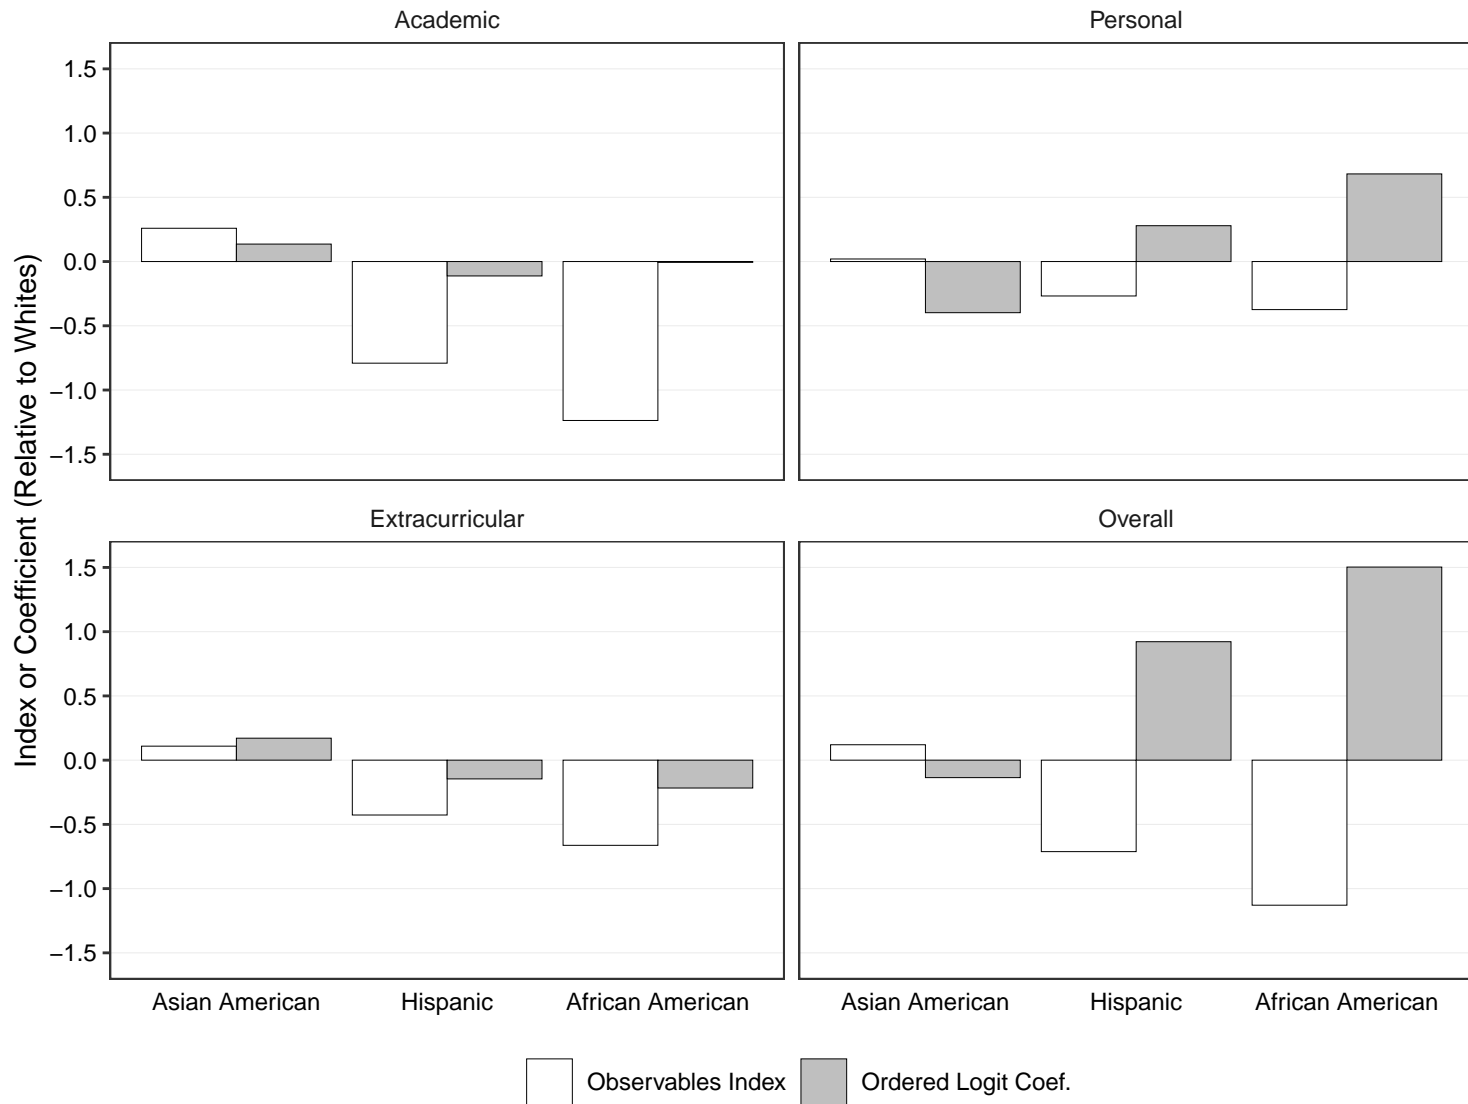 Academic
Personal
Index or Coefficient (Relative to Whites)
1.5
1.0
0.5
0.0
−0.5
−1.0
−1.5
Extracurricular
Overall
1.5
1.0
0.5
0.0
−0.5
−1.0
−1.5
Asian American Hispanic African American
Asian American Hispanic African American
Observables Index Ordered Logit Coef.